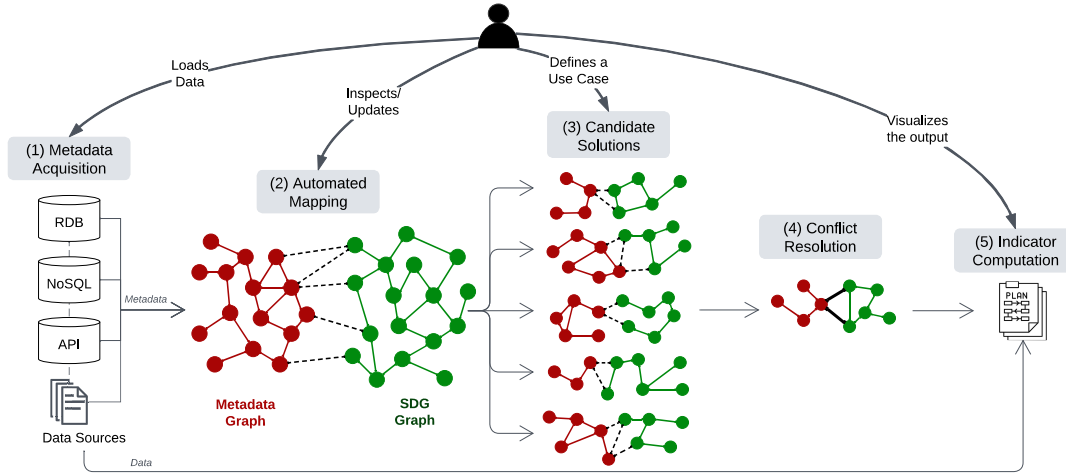 Loads
Data
Inspects/
Updates
Defines a
Use Case
Visualizes
the output
(1) Metadata
Acquisition
(2) Automated
Mapping
(3) Candidate
Solutions
(4) Conflict
Resolution
(5) Indicator
Computation
RDB
NoSQL
API
Data Sources
Metadata
Metadata
Graph
SDG
Graph
PLAN
Data